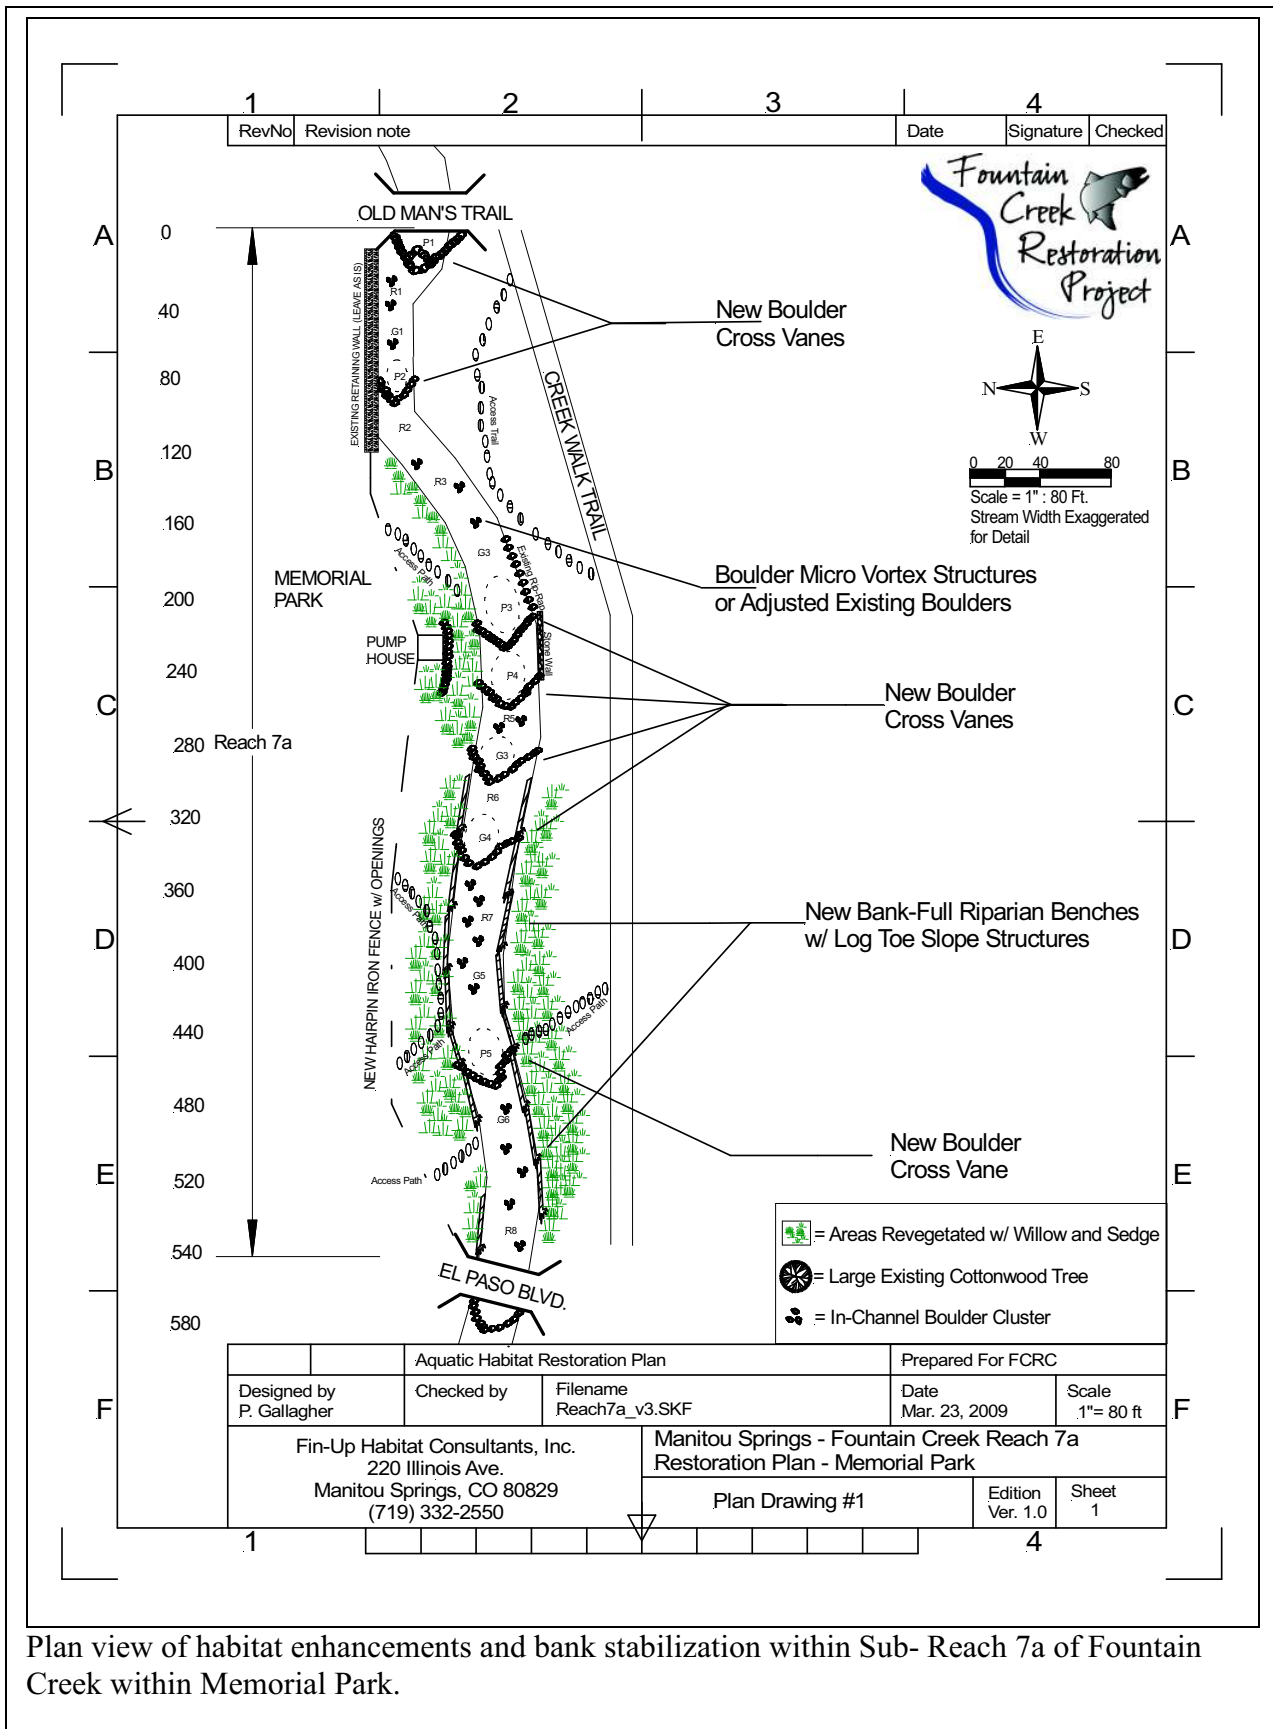 1 2 3 4
RevNo Revision note Date Signature Checked
Fountain
Creek
Restoration
Project
OLD MAN'S TRAIL
A 0 P1 A
EXISTING RETAINING WALL (LEAVE AS IS)
R1
40
New Boulder
Cross Vanes
G1
E
N S
W
80 P2
CREEK WALK TRAIL
Access Trail
R2
120
B R3 B
0 20 40 80
Scale = 1" : 80 Ft.
Stream Width Exaggerated
for Detail
160
Access Path
G3
Existing Rip-Rap
MEMORIAL
PARK
Boulder Micro Vortex Structures
or Adjusted Existing Boulders
200
P3
PUMP
HOUSE
Stone Wall
240
P4
New Boulder
Cross Vanes
C C
R5
280 Reach 7a
G3
R6
320
G4
NEW HAIRPIN IRON FENCE w/ OPENINGS
360
Access Path
R7
New Bank-Full Riparian Benches
w/ Log Toe Slope Structures
D D
400
G5
Access Path
440
Access Path
P5
480
G6
New Boulder
Cross Vane
E E
520
Access Path
R8
= Areas Revegetated w/ Willow and Sedge
540
EL PASO BLVD.
= Large Existing Cottonwood Tree
580
= In-Channel Boulder Cluster
Aquatic Habitat Restoration Plan Prepared For FCRC
Designed by
P. Gallagher
Checked by
Filename
Reach7a_v3.SKF
Date
Mar. 23, 2009
Scale
1"= 80 ft
F F
Fin-Up Habitat Consultants, Inc.
220 Illinois Ave.
Manitou Springs, CO 80829
(719) 332-2550
Manitou Springs - Fountain Creek Reach 7a
Restoration Plan - Memorial Park
Plan Drawing #1
Edition
Ver. 1.0
Sheet
1
1 4
Plan view of habitat enhancements and bank stabilization within Sub- Reach 7a of Fountain
Creek within Memorial Park.